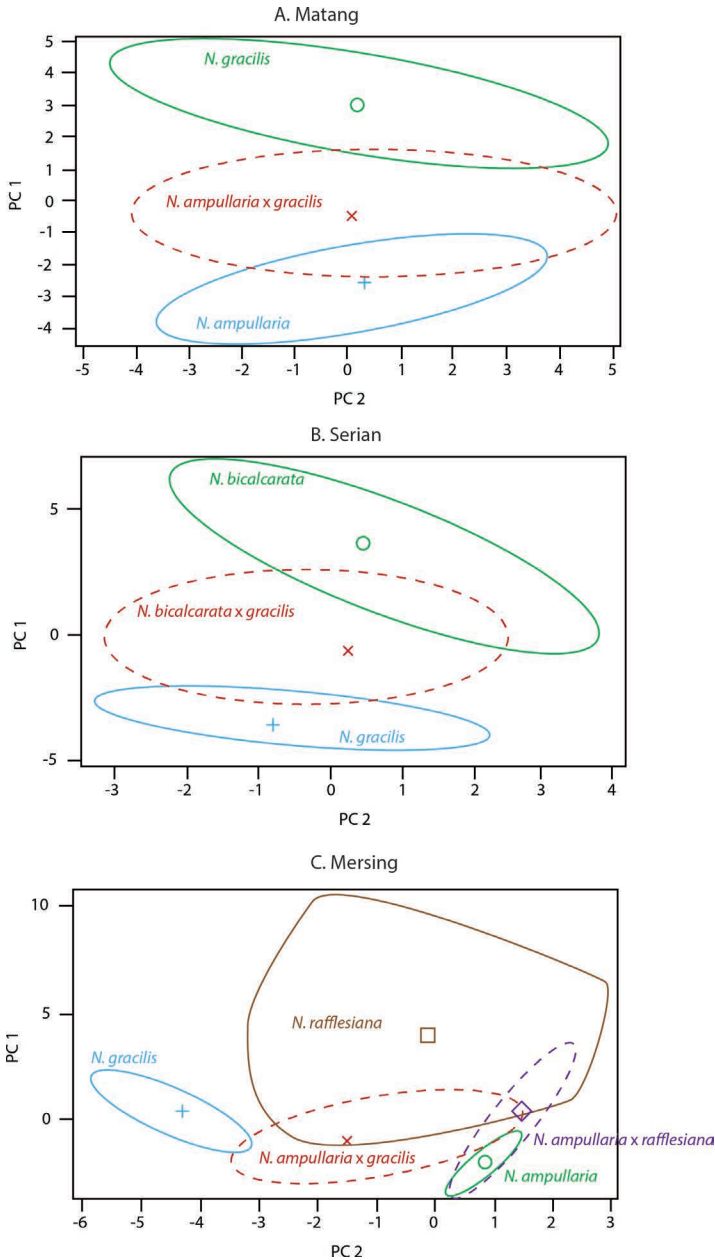 A. Matang
5
N. gracilis
4
3
2
1
PC 1
0
N. ampullaria x gracilis
-1
-2
-3
N. ampullaria
-4
-5 -4 -3 -2 -1 0 1 2 3 4 5
PC 2
B. Serian
N. bicalcarata
5
N. bicalcarata x gracilis
PC 1
0
N. gracilis
-5
-3 -2 -1 0 1 2 3 4
PC 2
C. Mersing
10
5
N. rafflesiana
PC 1
N. gracilis
0
N. ampullaria x rafflesiana
N. ampullaria x gracilis
N. ampullaria
-6 -5 -4 -3 -2 -1 0 1 2 3
PC 2